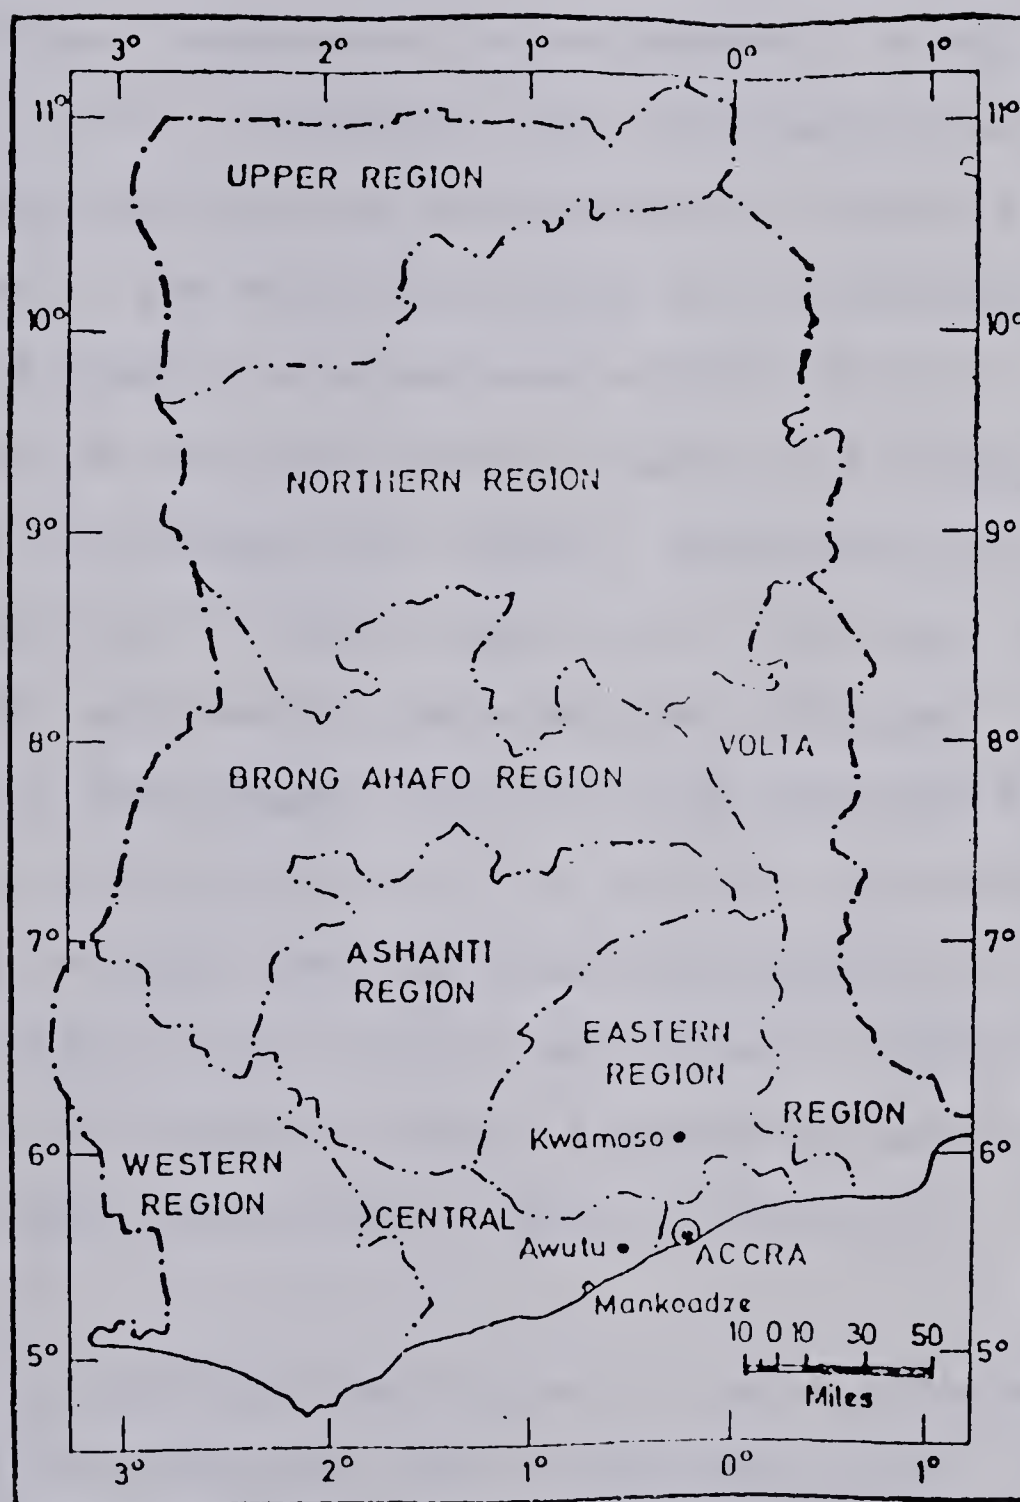 3° 2° 1° 0° 1°
11° 11°
UPPER REGION
10° 10°
NORTHERN REGION
9° 9°
8° 8°
VOLTA
BRONG AHAFO REGION
7° 7°
ASHANTI
REGION
EASTERN
REGION
REGION
Kwamoso
6° 6°
WESTERN
REGION
CENTRAL
Awutu
ACCRA
Mankoadze
10 0 10 30 50
5° 5°
Miles
3° 2° 1° 0° 1°